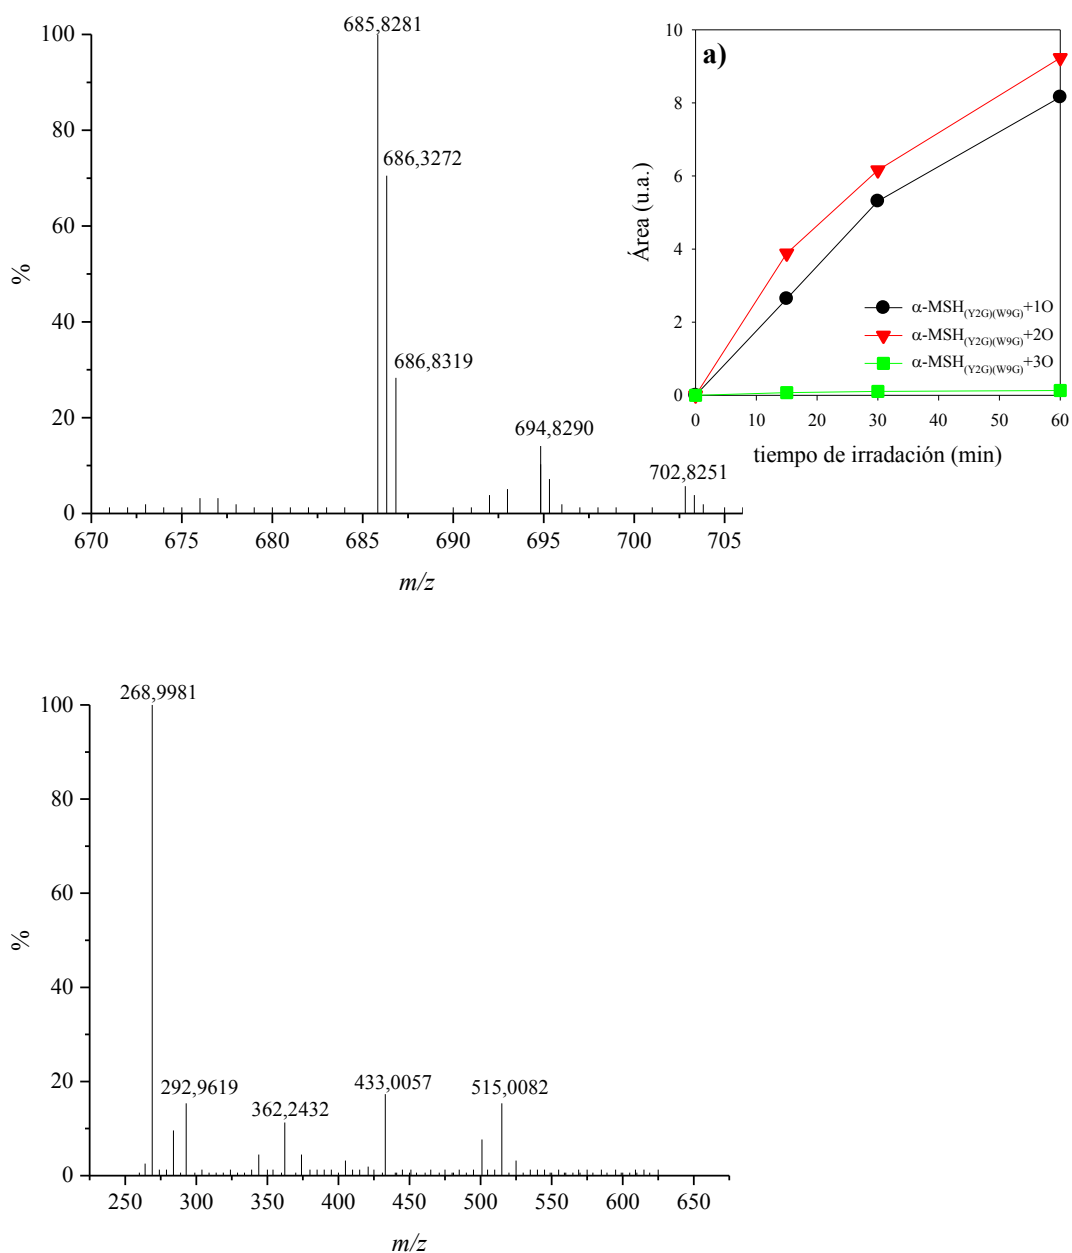 685,8281
100
686,3272
80
60
%
40
686,8319
20
694,8290
702,8251
0
670 675 680 685 690 695 700 705
m/z
a)
10
8
6
Área (u.a.)
4
2
0
α-MSH(Y2G)(W9G)+1O
α-MSH(Y2G)(W9G)+2O
α-MSH(Y2G)(W9G)+3O
0 10 20 30 40 50 60
tiempo de irradación (min)
268,9981
100
80
60
%
40
20
292,9619
362,2432
433,0057
515,0082
0
250 300 350 400 450 500 550 600 650
m/z